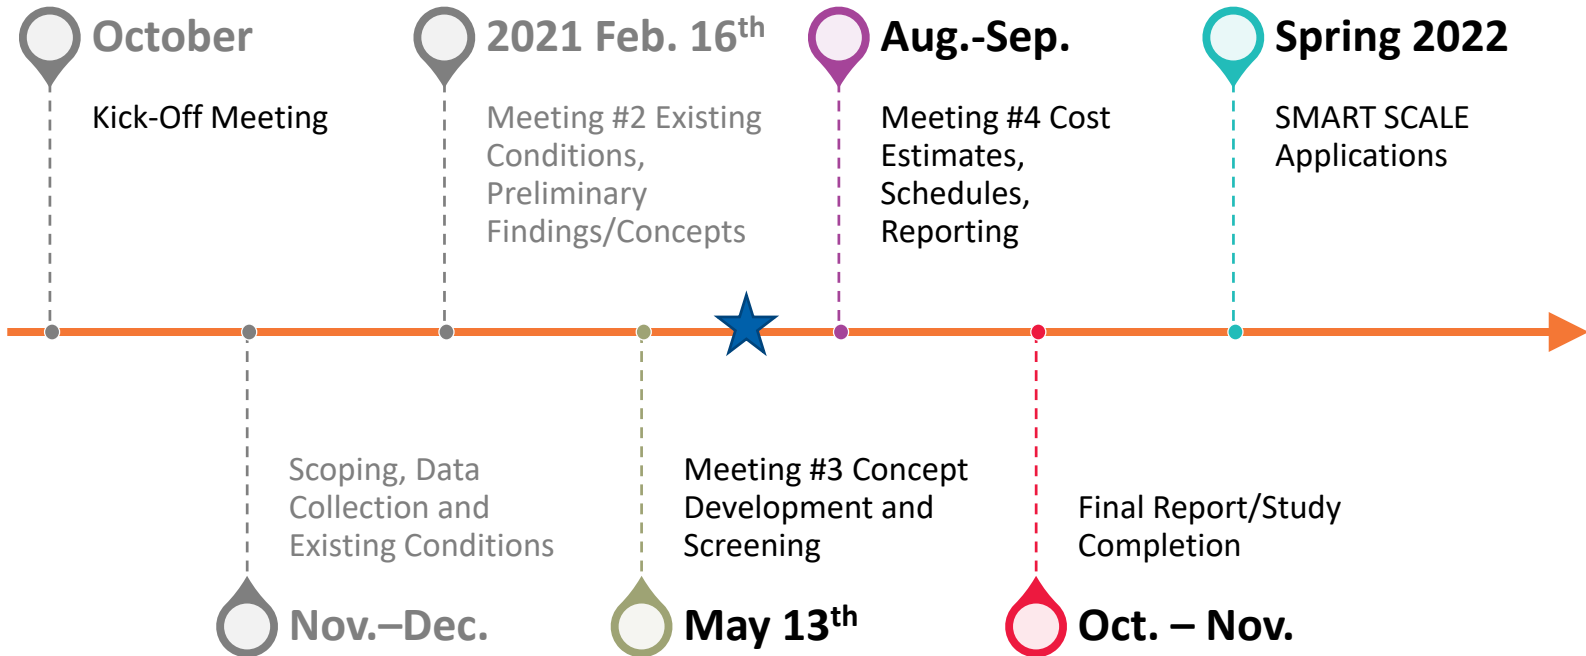 October
Kick-Off Meeting
2021 Feb. 16th
Meeting #2 Existing
Conditions,
Preliminary
Findings/Concepts
Aug.-Sep.
Meeting #4 Cost
Estimates,
Schedules,
Reporting
Spring 2022
SMART SCALE
Applications
Scoping, Data
Collection and
Existing Conditions
Nov.–Dec.
Meeting #3 Concept
Development and
Screening
May 13th
Final Report/Study
Completion
Oct. – Nov.